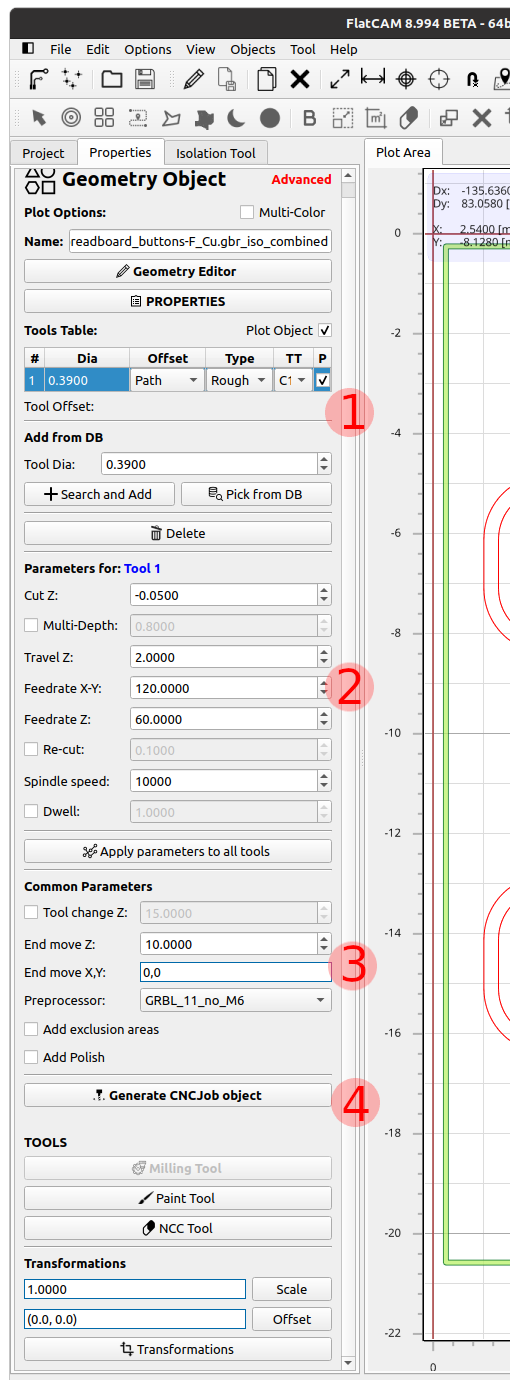 FlatCAM 8.994 BETA - 64b
File Edit Options View Objects Tool Help
Project Properties Isolation Tool Plot Area
Geometry Object Advanced
Plot Options: Multi-Color
Name: readboard_buttons-F_Cu.gbr_iso_combined
Geometry Editor
PROPERTIES
Tools Table: Plot Object
# Dia Offset Type TT P
1 0.3900 Path Rough C1
Tool Offset:
1
Add from DB
Tool Dia: 0.3900
Search and Add Pick from DB
Delete
Parameters for: Tool 1
Cut Z: -0.0500
Multi-Depth: 0.8000
Travel Z: 2.0000
Feedrate X-Y: 120.0000
2
Feedrate Z: 60.0000
Re-cut: 0.1000
Spindle speed: 10000
Dwell: 1.0000
Apply parameters to all tools
Common Parameters
Tool change Z: 15.0000
End move Z: 10.0000
End move X,Y: 0,0
3
Preprocessor: GRBL_11_no_M6
Add exclusion areas
Add Polish
Generate CNCJob object
4
TOOLS
Milling Tool
Paint Tool
NCC Tool
Transformations
1.0000 Scale
(0.0, 0.0) Offset
Transformations
Dx: -135.6360
Dy: 83.0580 [
X: 2.5400 [m
Y: -8.1280 [m
0
-2
-4
-6
-8
-10
-12
-14
-16
-18
-20
-22
0